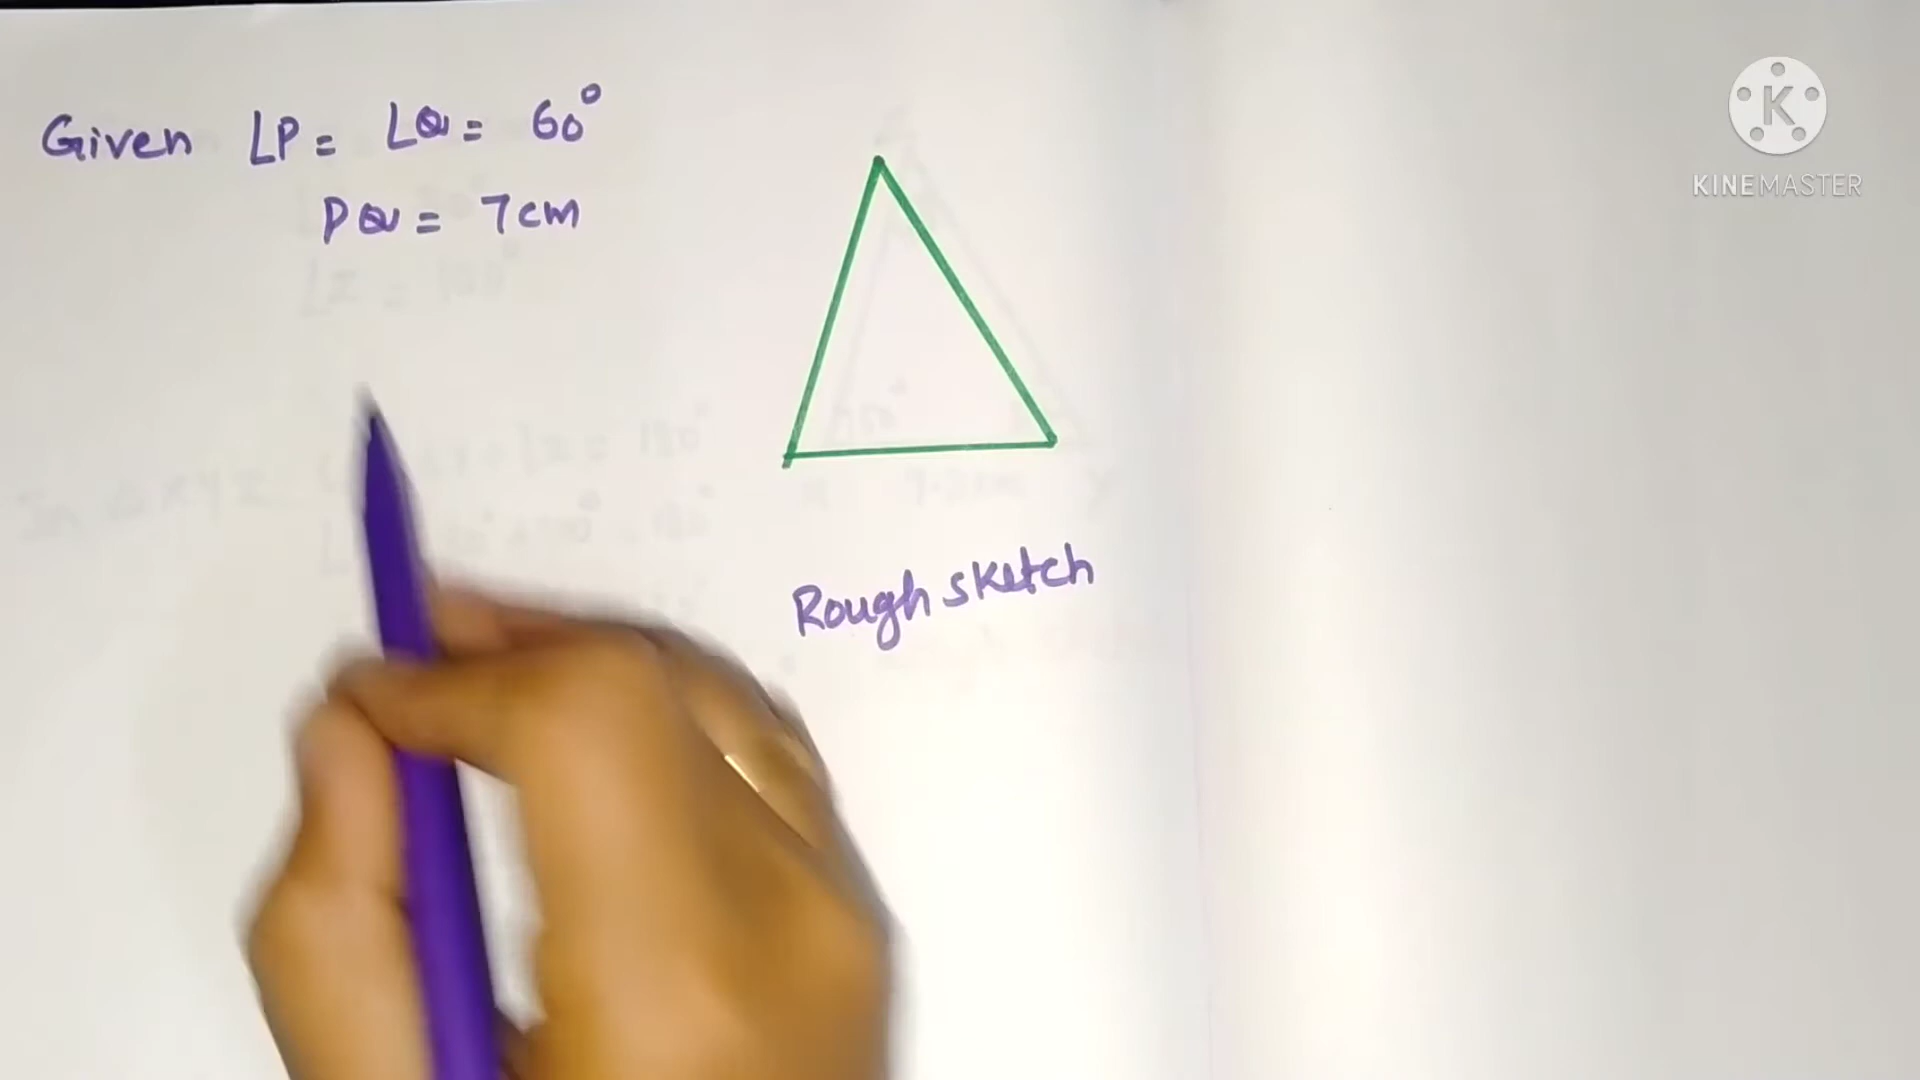 Given ∠P = ∠Q = 60°
PQ = 7cm
Rough sketch
KINEMASTER